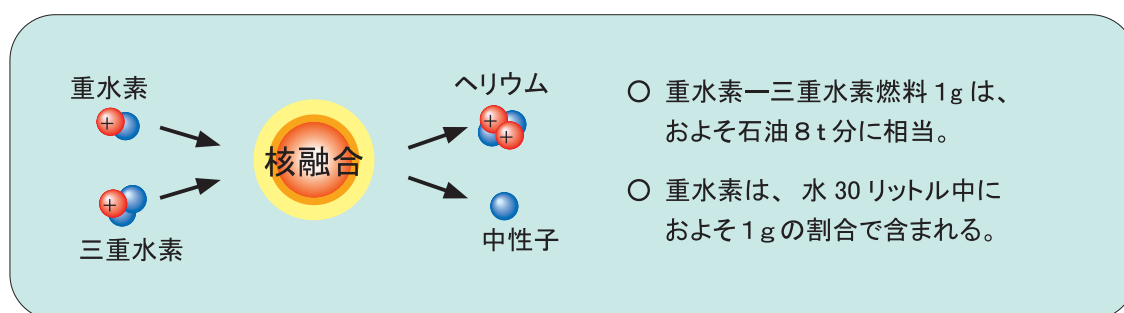 重水素
+
三重水素
+
核融合
ヘリウム
+
+
中性子
○ 重水素ー三重水素燃料 1g は、
およそ石油 8 t 分に相当。
○ 重水素は、 水 30 リットル中に
およそ 1 g の割合で含まれる。